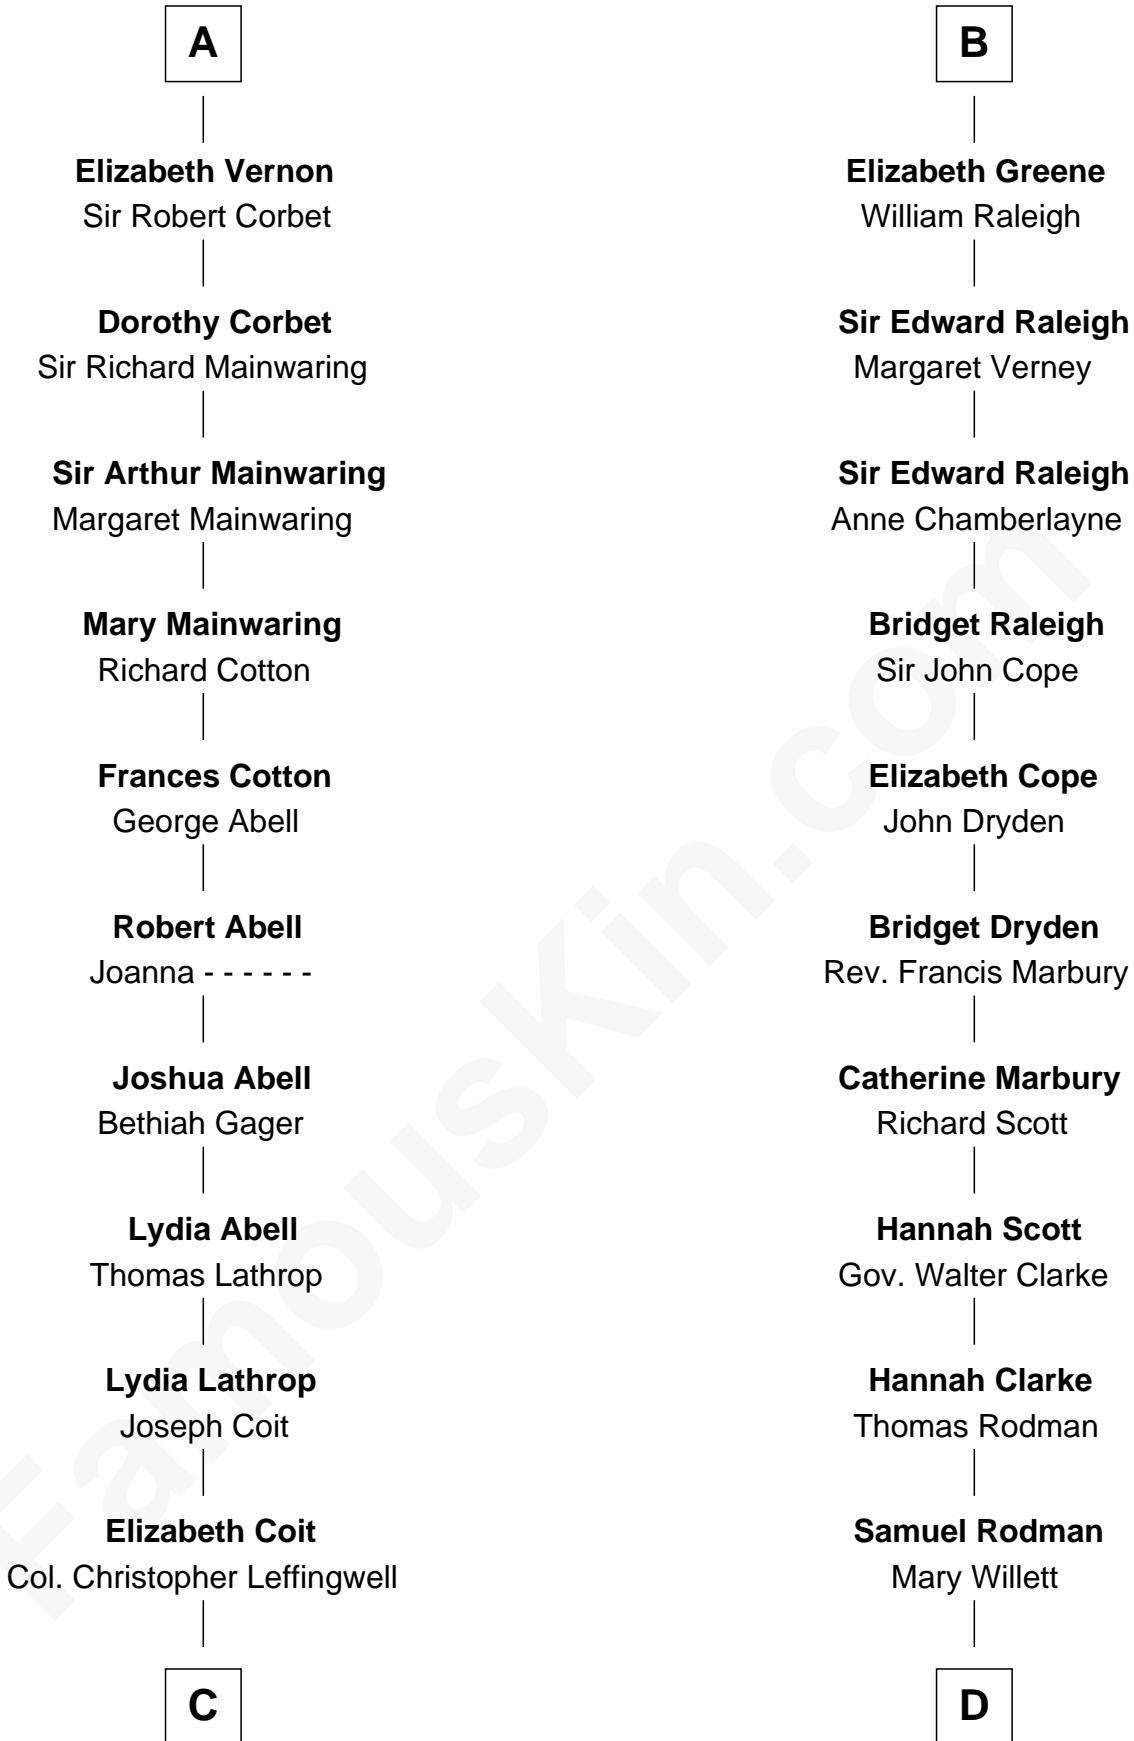 A
Elizabeth Vernon
Sir Robert Corbet
Dorothy Corbet
Sir Richard Mainwaring
Sir Arthur Mainwaring
Margaret Mainwaring
Mary Mainwaring
Richard Cotton
Frances Cotton
George Abell
Robert Abell
Joanna - - - - - -
Joshua Abell
Bethiah Gager
Lydia Abell
Thomas Lathrop
Lydia Lathrop
Joseph Coit
Elizabeth Coit
Col. Christopher Leffingwell
C
B
Elizabeth Greene
William Raleigh
Sir Edward Raleigh
Margaret Verney
Sir Edward Raleigh
Anne Chamberlayne
Bridget Raleigh
Sir John Cope
Elizabeth Cope
John Dryden
Bridget Dryden
Rev. Francis Marbury
Catherine Marbury
Richard Scott
Hannah Scott
Gov. Walter Clarke
Hannah Clarke
Thomas Rodman
Samuel Rodman
Mary Willett
D
FamousKin.com